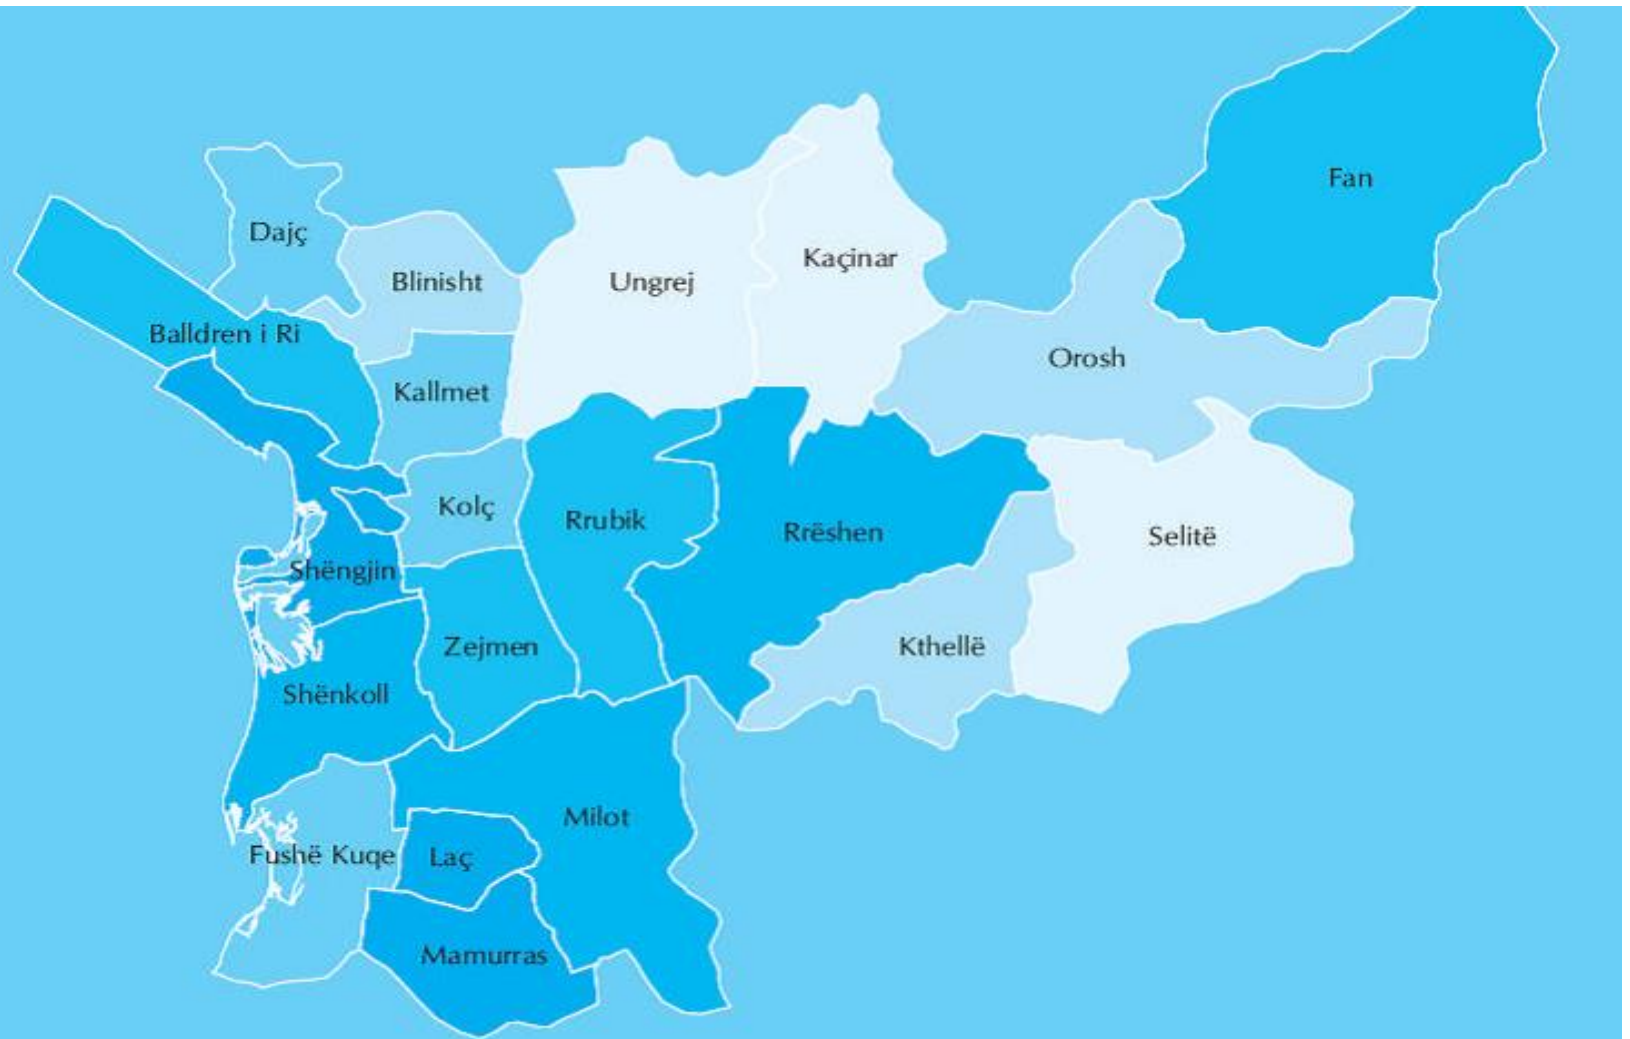 Fan
Dajç
Kaçinar
Blinisht
Ungrej
Balldren i Ri
Orosh
Kallmet
Kolç
Rrubik
Rrëshen
Selitë
Shëngjin
Zejmen
Kthellë
Shënkoll
Milot
Fushë Kuqe
Laç
Mamurras